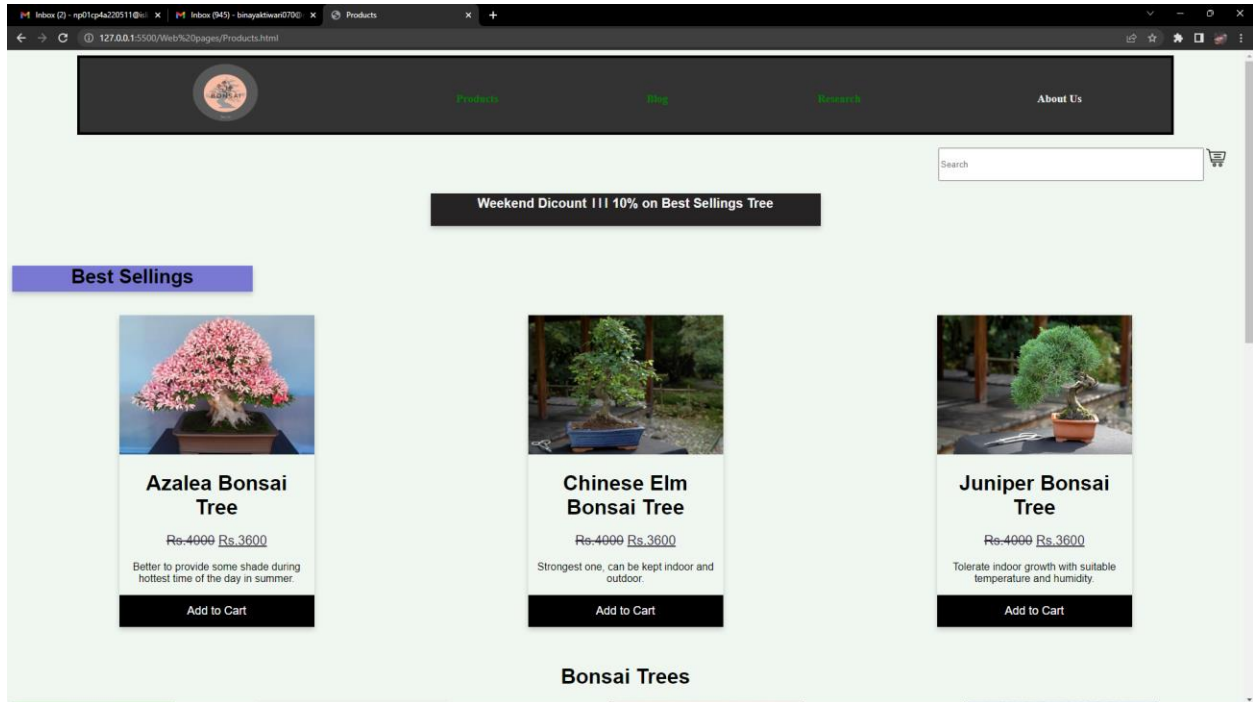 Inbox (2) - np01cp4a220511@isl
Inbox (945) - binayaktiwari070@
Products
127.0.0.1:5500/Web%20pages/Products.html
BONSAI
Products
Blog
Research
About Us
Search
Weekend Dicount 111 10% on Best Sellings Tree
Best Sellings
Azalea Bonsai
Tree
Rs.4000 Rs.3600
Better to provide some shade during
hottest time of the day in summer.
Add to Cart
Chinese Elm
Bonsai Tree
Rs.4000 Rs.3600
Strongest one, can be kept indoor and
outdoor.
Add to Cart
Juniper Bonsai
Tree
Rs.4000 Rs.3600
Tolerate indoor growth with suitable
temperature and humidity.
Add to Cart
Bonsai Trees